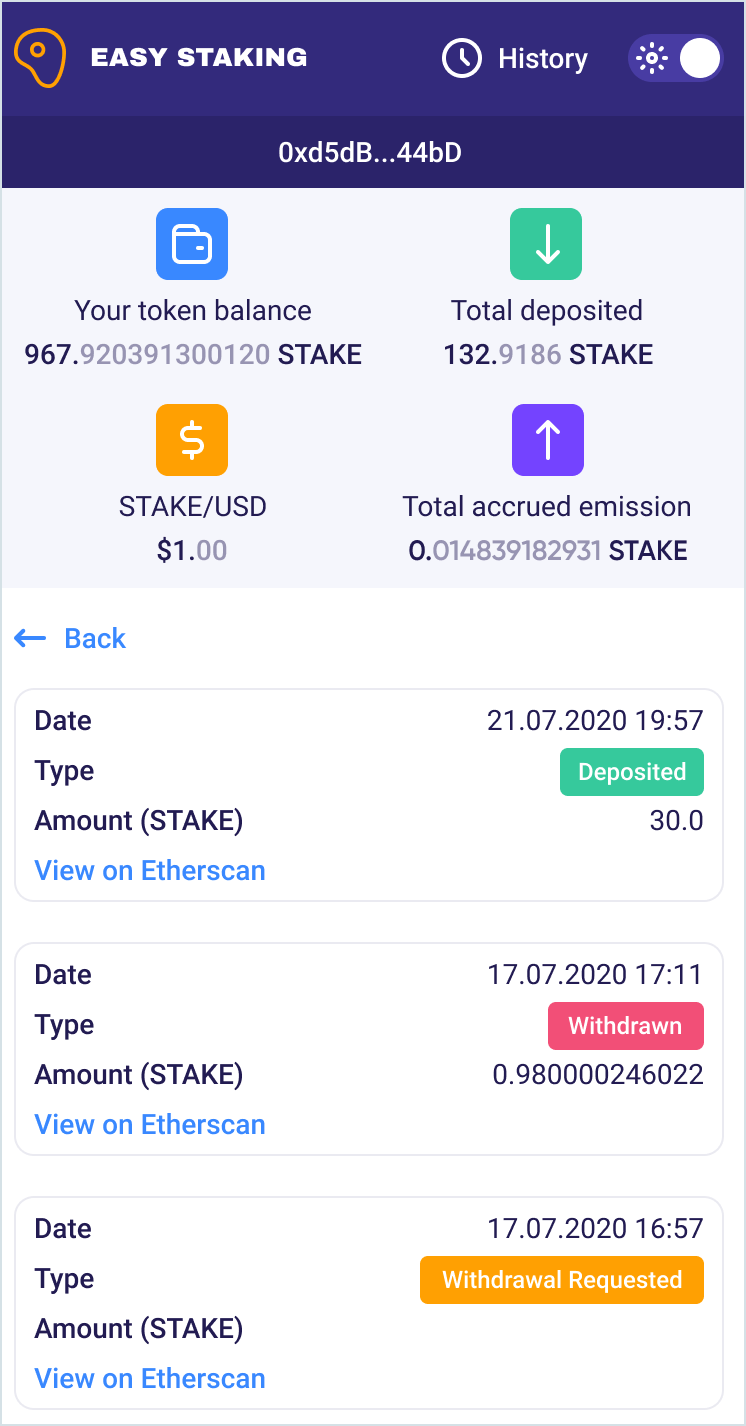 EASY STAKING History
0xd5dB...44bD
Your token balance
967.920391300120 STAKE
Total deposited
132.9186 STAKE
STAKE/USD
$1.00
Total accrued emission
0.014839182931 STAKE
Back
Date 21.07.2020 19:57
Type Deposited
Amount (STAKE) 30.0
View on Etherscan
Date 17.07.2020 17:11
Type Withdrawn
Amount (STAKE) 0.980000246022
View on Etherscan
Date 17.07.2020 16:57
Type Withdrawal Requested
Amount (STAKE)
View on Etherscan